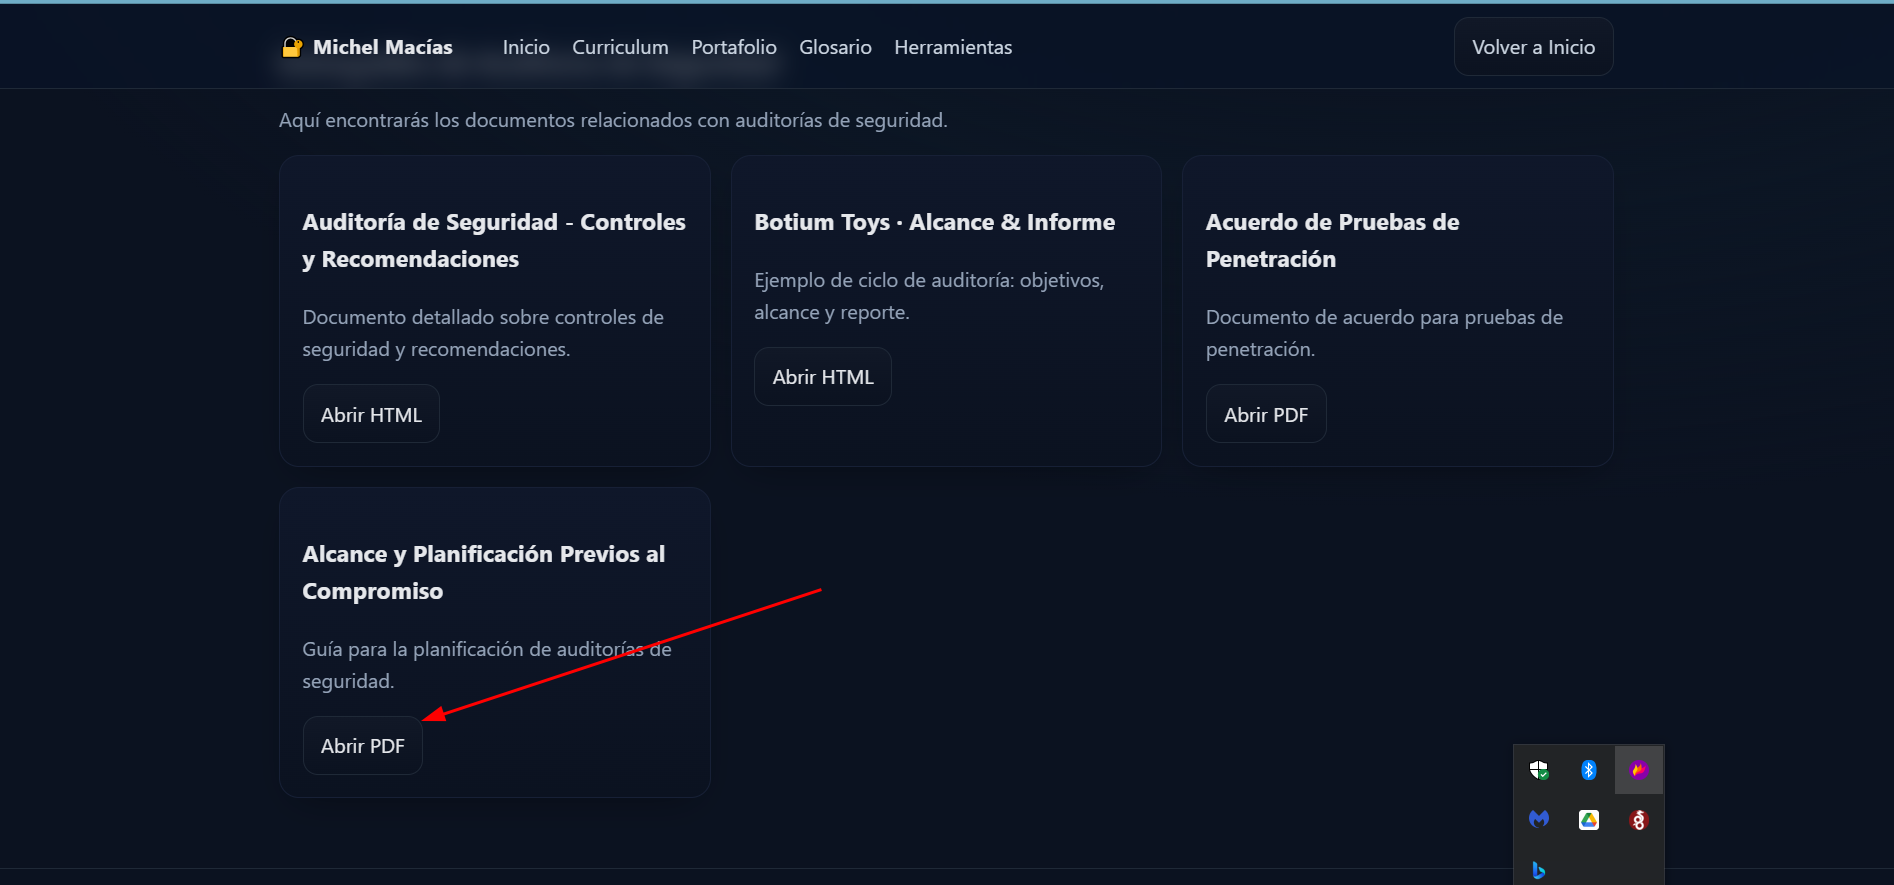 Michel Macías
Inicio
Curriculum
Portafolio
Glosario
Herramientas
Volver a Inicio
Aquí encontrarás los documentos relacionados con auditorías de seguridad.
Auditoría de Seguridad - Controles
y Recomendaciones
Documento detallado sobre controles de
seguridad y recomendaciones.
Abrir HTML
Botium Toys · Alcance & Informe
Ejemplo de ciclo de auditoría: objetivos,
alcance y reporte.
Abrir HTML
Acuerdo de Pruebas de
Penetración
Documento de acuerdo para pruebas de
penetración.
Abrir PDF
Alcance y Planificación Previos al
Compromiso
Guía para la planificación de auditorías de
seguridad.
Abrir PDF